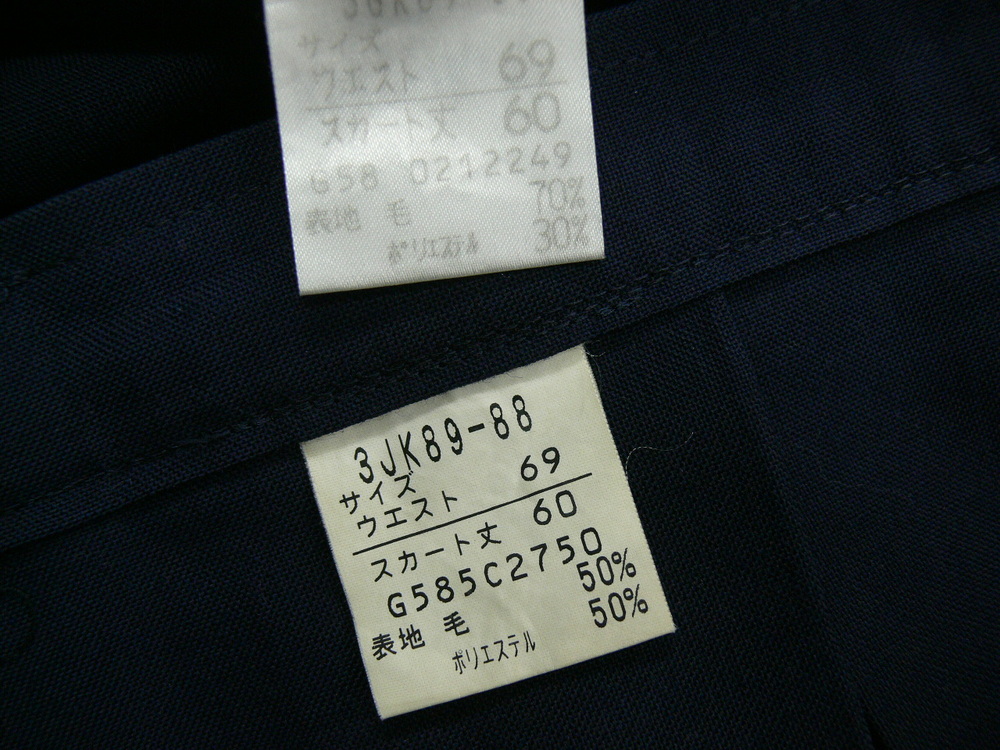 サイズ
ウエスト 69
スカート丈 60
G58 0212249
表地 毛 70%
ポリエステル 30%
3JK89-88
サイズ
ウエスト 69
スカート丈 60
G585C2750
表地 毛 50%
ポリエステル 50%